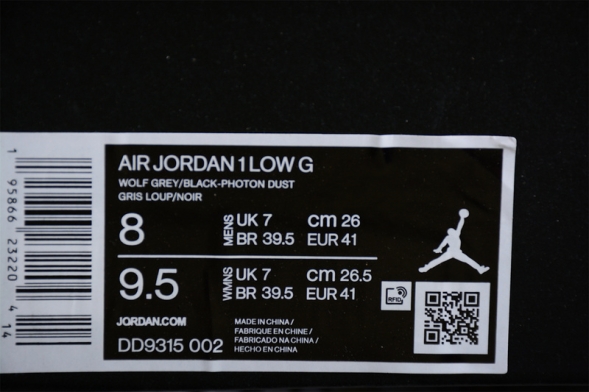 AIR JORDAN 1 LOW G
WOLF GREY/BLACK-PHOTON DUST
GRIS LOUP/NOIR
8 MENS UK 7 cm 26
BR 39.5 EUR 41
9.5 WMNS UK 7 cm 26.5
BR 39.5 EUR 41
RFID
JORDAN.COM
DD9315 002
MADE IN CHINA /
FABRIQUE EN CHINE /
FABRICADO NA CHINA /
HECHO EN CHINA
1 95866 23220 4 14